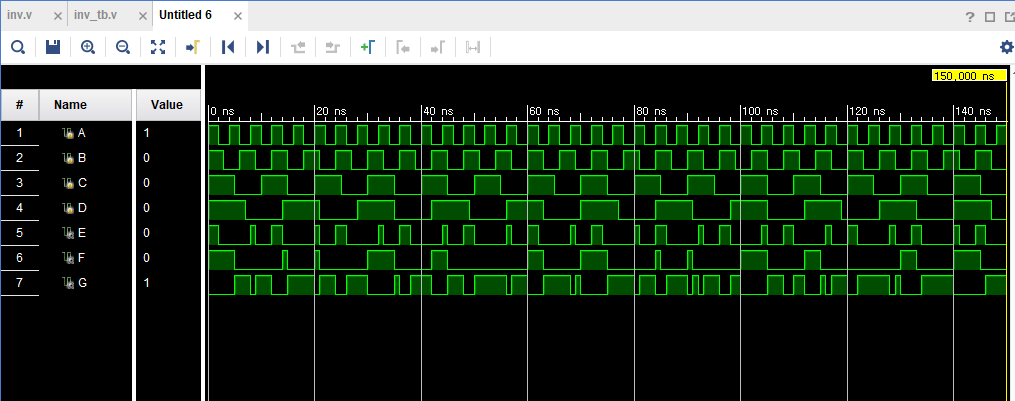 inv.v × inv_tb.v × Untitled 6 ×
?
150,000 ns
# Name Value
0 ns 20 ns 40 ns 60 ns 80 ns 100 ns 120 ns 140 ns
1 A 1
2 B 0
3 C 0
4 D 0
5 E 0
6 F 0
7 G 1